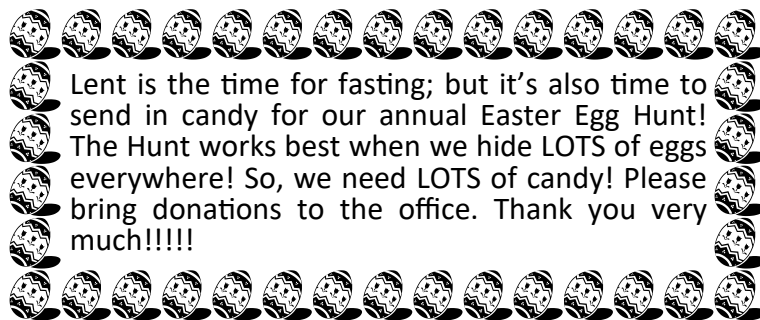 Lent is the time for fasting; but it’s also time to
send in candy for our annual Easter Egg Hunt!
The Hunt works best when we hide LOTS of eggs
everywhere! So, we need LOTS of candy! Please
bring donations to the office. Thank you very
much!!!!!